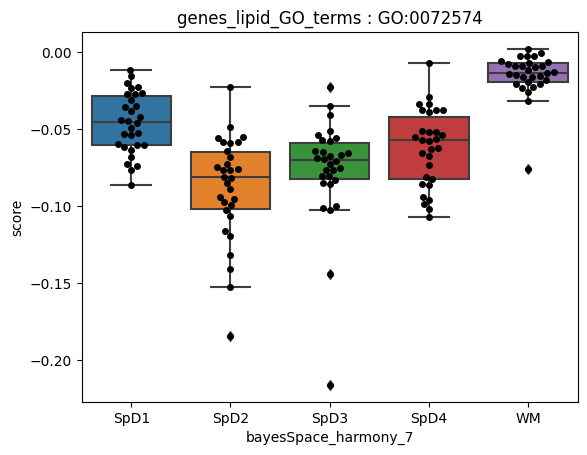 genes_lipid_GO_terms : GO:0072574
0.00
−0.05
−0.10
−0.15
−0.20
score
SpD1 SpD2 SpD3 SpD4 WM
bayesSpace_harmony_7